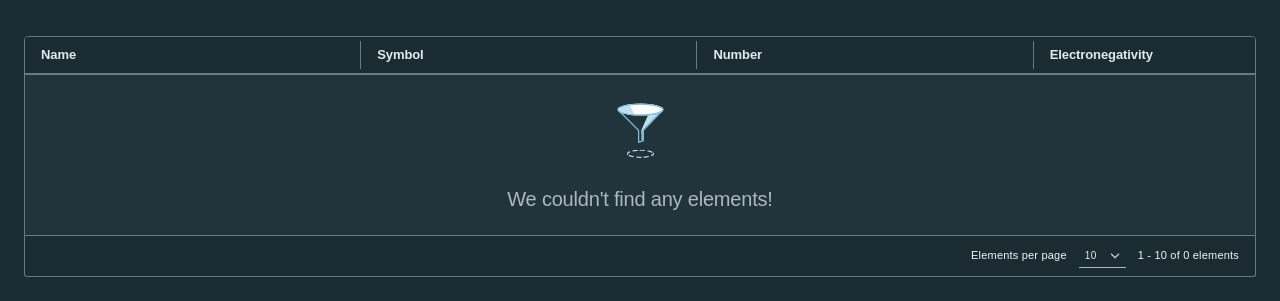 Name Symbol Number Electronegativity
We couldn't find any elements!
Elements per page 10 1 - 10 of 0 elements